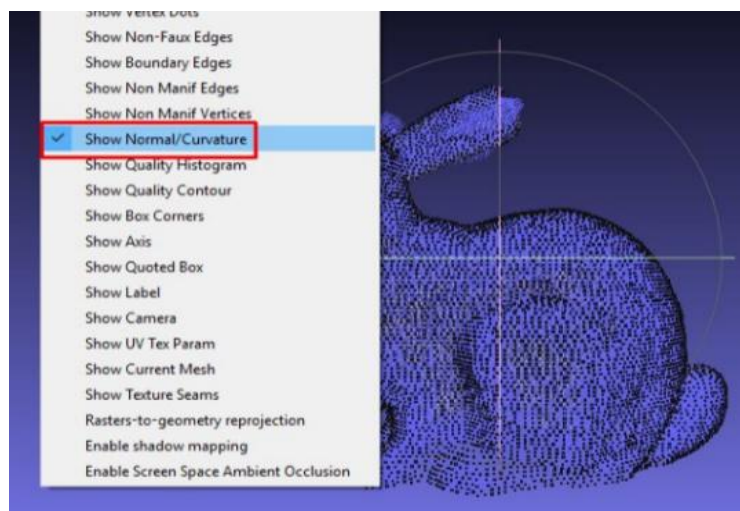 Show Vertex Dots
Show Non-Faux Edges
Show Boundary Edges
Show Non Manif Edges
Show Non Manif Vertices
Show Normal/Curvature
Show Quality Histogram
Show Quality Contour
Show Box Corners
Show Axis
Show Quoted Box
Show Label
Show Camera
Show UV Tex Param
Show Current Mesh
Show Texture Seams
Rasters-to-geometry reprojection
Enable shadow mapping
Enable Screen Space Ambient Occlusion